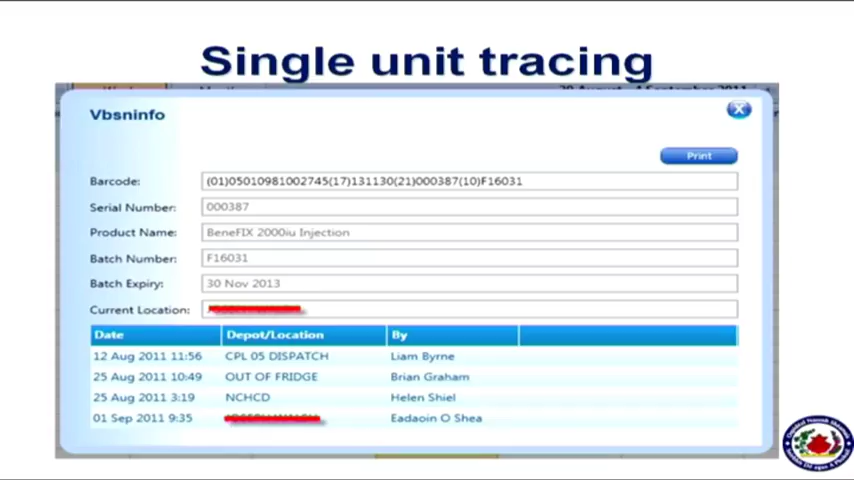 Single unit tracing
Vbsninfo
Print
Barcode: (01)05010981002745(17)131130(21)000387(10)F16031
Serial Number: 000387
Product Name: BeneFIX 2000iu Injection
Batch Number: F16031
Batch Expiry: 30 Nov 2013
Current Location:
Date Depot/Location By
12 Aug 2011 11:56 CPL 05 DISPATCH Liam Byrne
25 Aug 2011 10:49 OUT OF FRIDGE Brian Graham
25 Aug 2011 3:19 NCHCD Helen Shiel
01 Sep 2011 9:35 Eadaoin O Shea